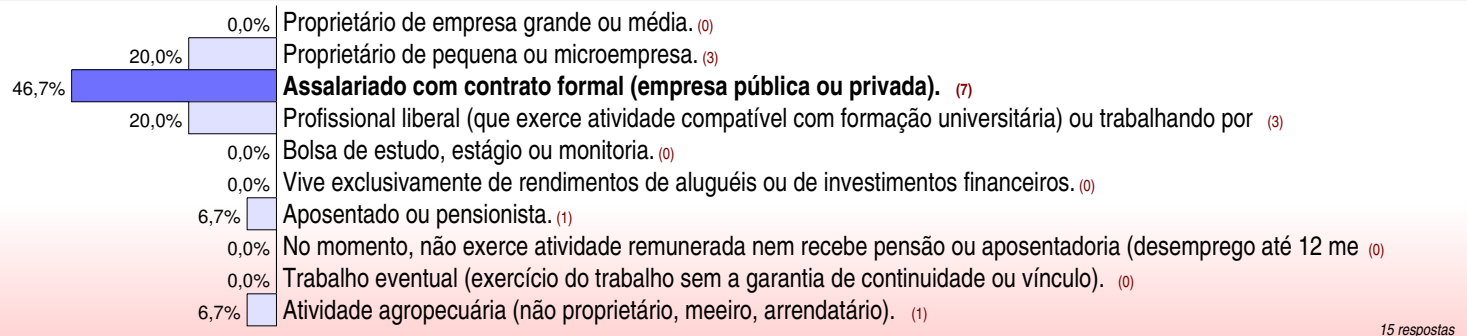 0,0% Proprietário de empresa grande ou média. (0)
20,0% Proprietário de pequena ou microempresa. (3)
46,7% Assalariado com contrato formal (empresa pública ou privada). (7)
20,0% Profissional liberal (que exerce atividade compatível com formação universitária) ou trabalhando por (3)
0,0% Bolsa de estudo, estágio ou monitoria. (0)
0,0% Vive exclusivamente de rendimentos de aluguéis ou de investimentos financeiros. (0)
6,7% Aposentado ou pensionista. (1)
0,0% No momento, não exerce atividade remunerada nem recebe pensão ou aposentadoria (desemprego até 12 me (0)
0,0% Trabalho eventual (exercício do trabalho sem a garantia de continuidade ou vínculo). (0)
6,7% Atividade agropecuária (não proprietário, meeiro, arrendatário). (1)
15 respostas